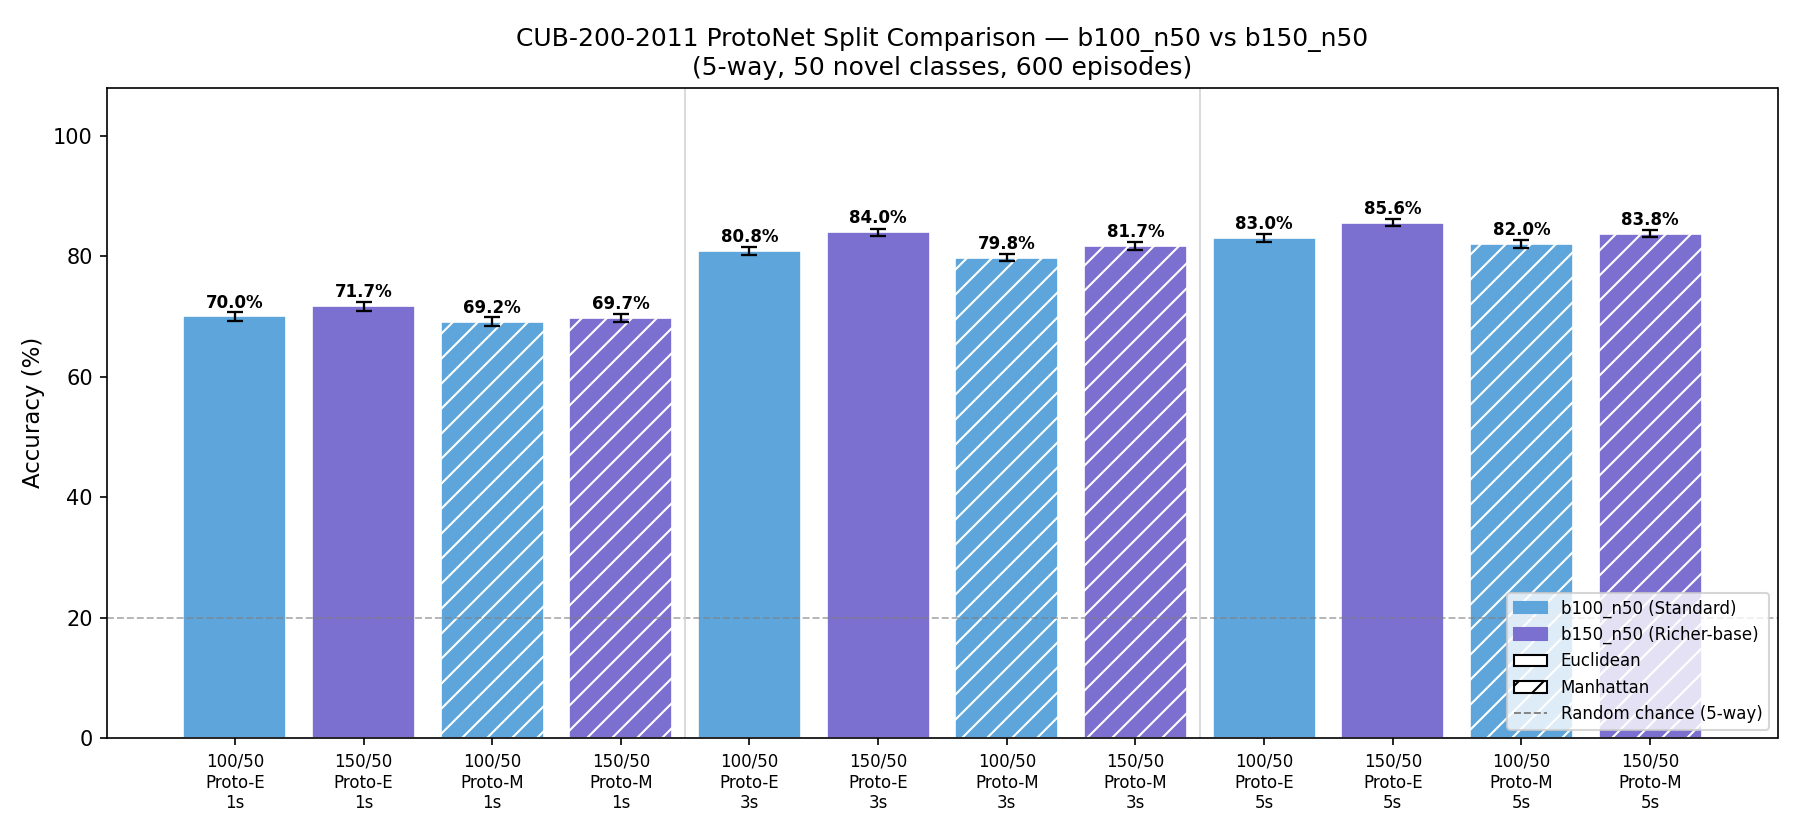 CUB-200-2011 ProtoNet Split Comparison — b100_n50 vs b150_n50
(5-way, 50 novel classes, 600 episodes)
Accuracy (%)
100
80
60
40
20
0
70.0%
71.7%
69.2%
69.7%
80.8%
84.0%
79.8%
81.7%
83.0%
85.6%
82.0%
83.8%
b100_n50 (Standard)
b150_n50 (Richer-base)
Euclidean
Manhattan
Random chance (5-way)
100/50
Proto-E
1s
150/50
Proto-E
1s
100/50
Proto-M
1s
150/50
Proto-M
1s
100/50
Proto-E
3s
150/50
Proto-E
3s
100/50
Proto-M
3s
150/50
Proto-M
3s
100/50
Proto-E
5s
150/50
Proto-E
5s
100/50
Proto-M
5s
150/50
Proto-M
5s